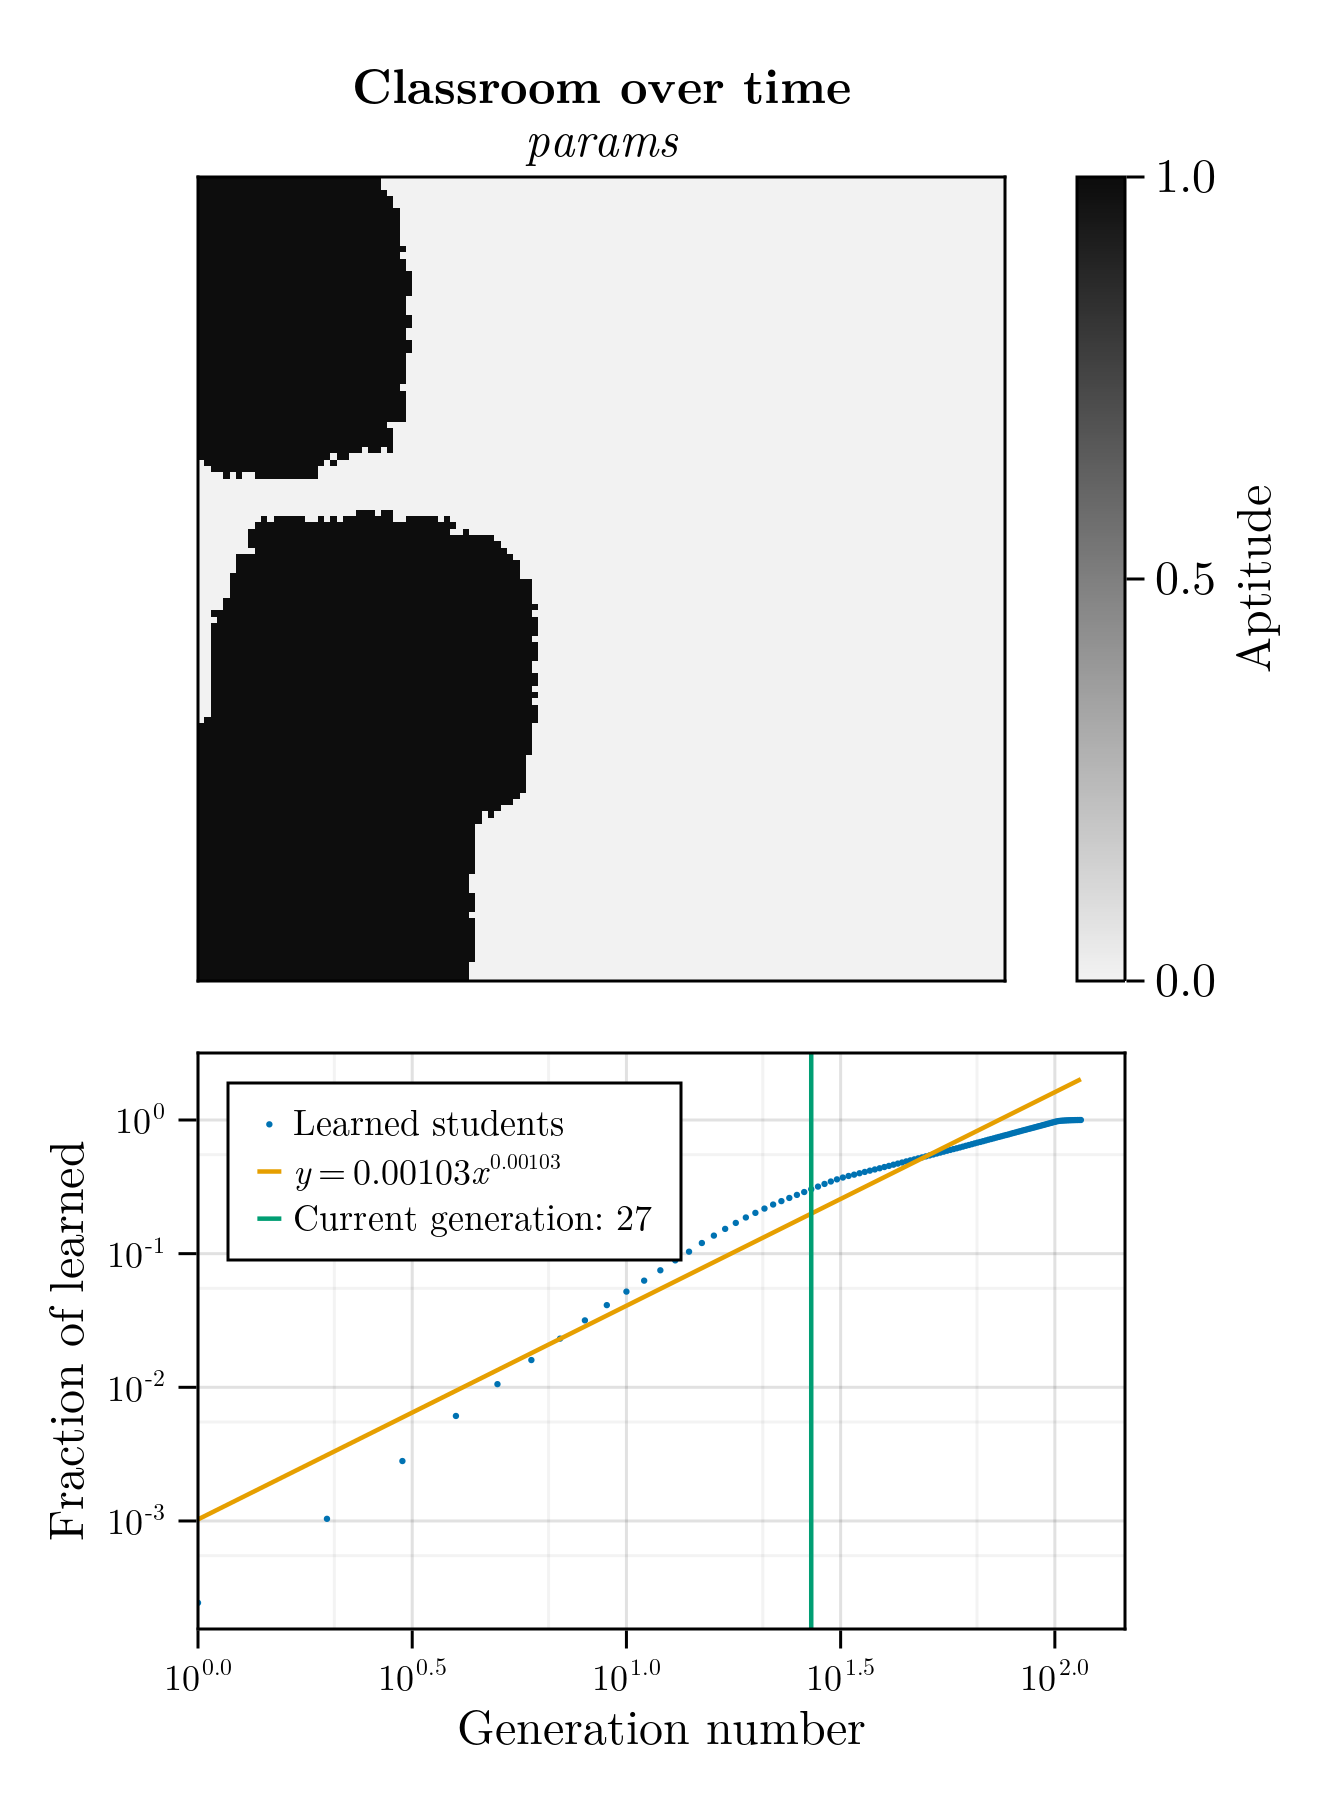 Classroom over time
params
1.0
0.5
0.0
Aptitude
Learned students
y = 0.00103x^0.00103
Current generation: 27
10^0
10^-1
10^-2
10^-3
Fraction of learned
10^0.0 10^0.5 10^1.0 10^1.5 10^2.0
Generation number